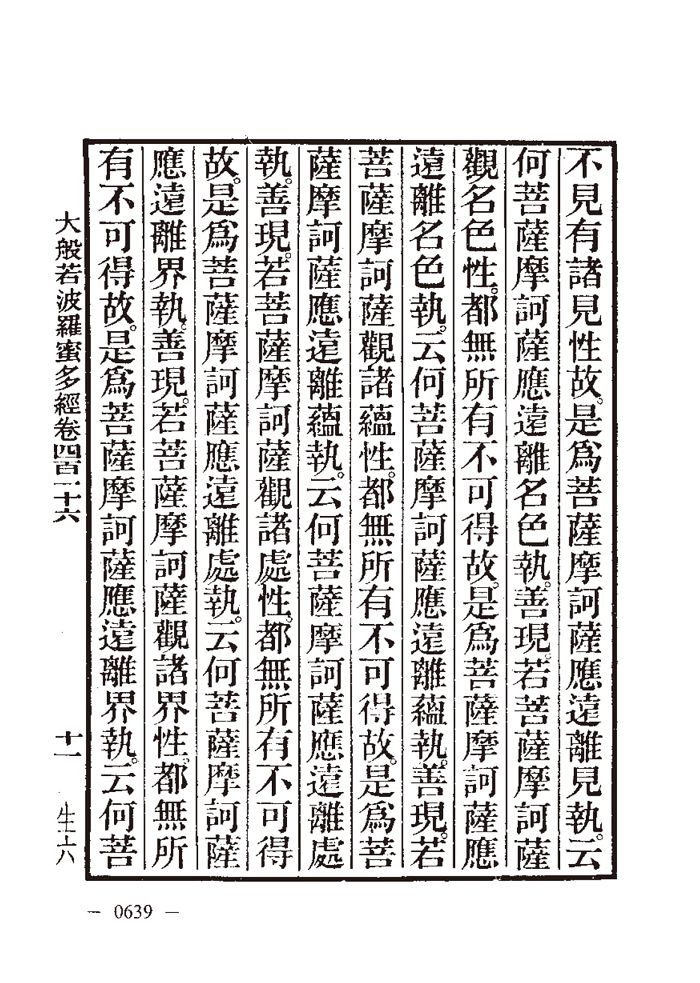 不見有諸見性故。是爲菩薩摩訶薩應遠離見執。云
何菩薩摩訶薩應遠離名色執。善現。若菩薩摩訶薩
觀名色性。都無所有不可得故。是爲菩薩摩訶薩應
遠離名色執。云何菩薩摩訶薩應遠離蘊執。善現。若
菩薩摩訶薩觀諸蘊性。都無所有不可得故。是爲菩
薩摩訶薩應遠離蘊執。云何菩薩摩訶薩應遠離處
執。善現。若菩薩摩訶薩觀諸處性。都無所有不可得
故。是爲菩薩摩訶薩應遠離處執。云何菩薩摩訶薩
應遠離界執。善現。若菩薩摩訶薩觀諸界性。都無所
有不可得故。是爲菩薩摩訶薩應遠離界執。云何菩
大般若波羅蜜多經卷四百一十六
十一
生六
— 0639 —